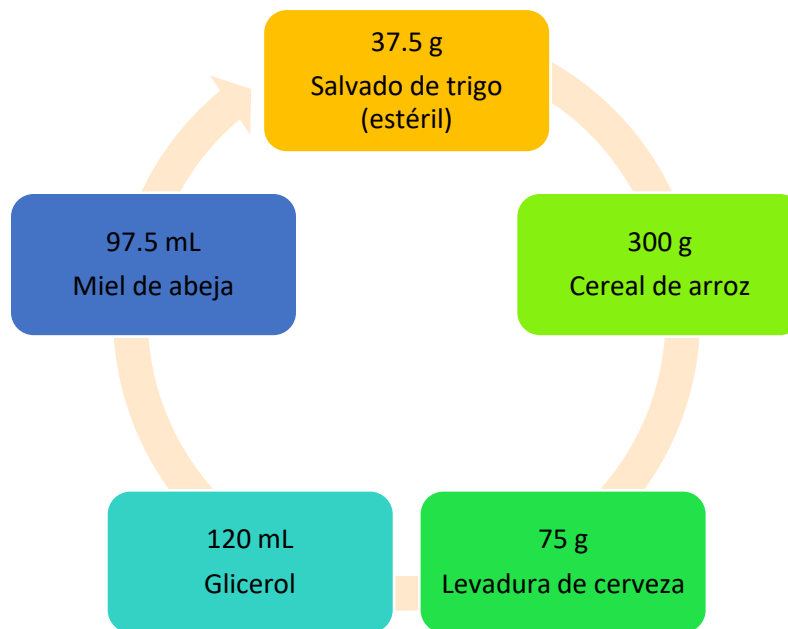 37.5 g
Salvado de trigo
(estéril)
300 g
Cereal de arroz
75 g
Levadura de cerveza
120 mL
Glicerol
97.5 mL
Miel de abeja